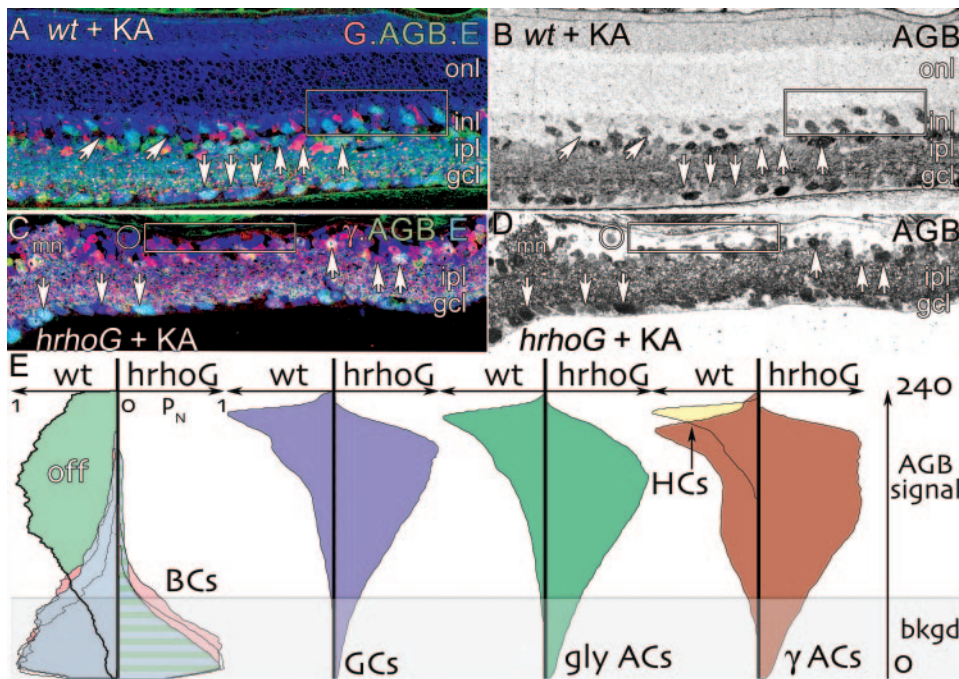 A wt + KA
G.AGB.E
onl
inl
ipl
gcl
B wt + KA
AGB
onl
inl
ipl
gcl
C
γ.AGB.E
mn
ipl
gcl
hrhoG + KA
D
AGB
mn
ipl
gcl
hrhoG + KA
E
wt hrhoG
wt hrhoG
wt hrhoG
wt hrhoG
240
1 0 PN 1
off
HCs
AGB
signal
BCs
GCs
gly ACs
γ ACs
bkgd
0